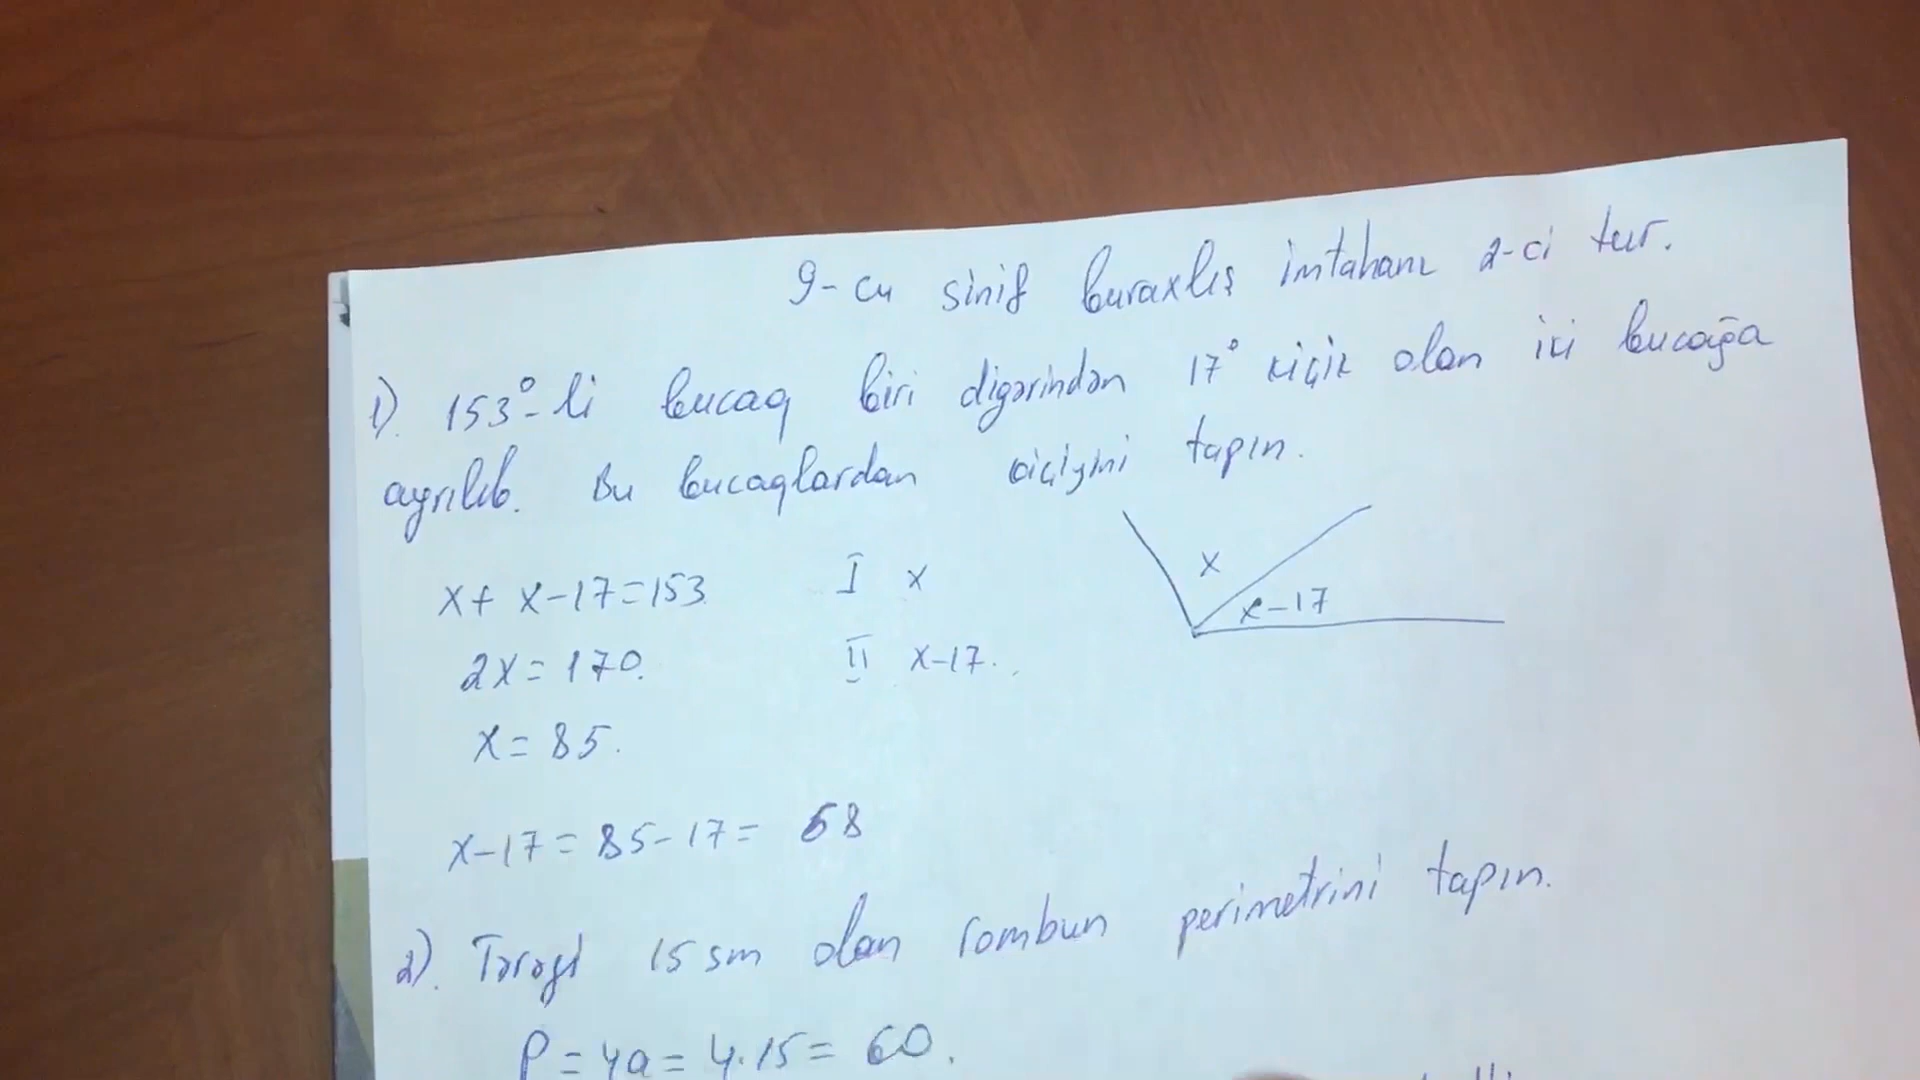 9-cu sinif buraxlış imtahanı 2-ci tur.
1). 153°-li bucaq biri digərindən 17° kiçik olan iki bucağa
ayrılıb. Bu bucaqlardan kiçiyini tapın.
x
x+x-17=153 I x
x-17
2x=170. II x-17.
x=85.
x-17=85-17= 68
2). Tərəfi 15 sm olan rombun perimetrini tapın.
P=4a=4.15=60.